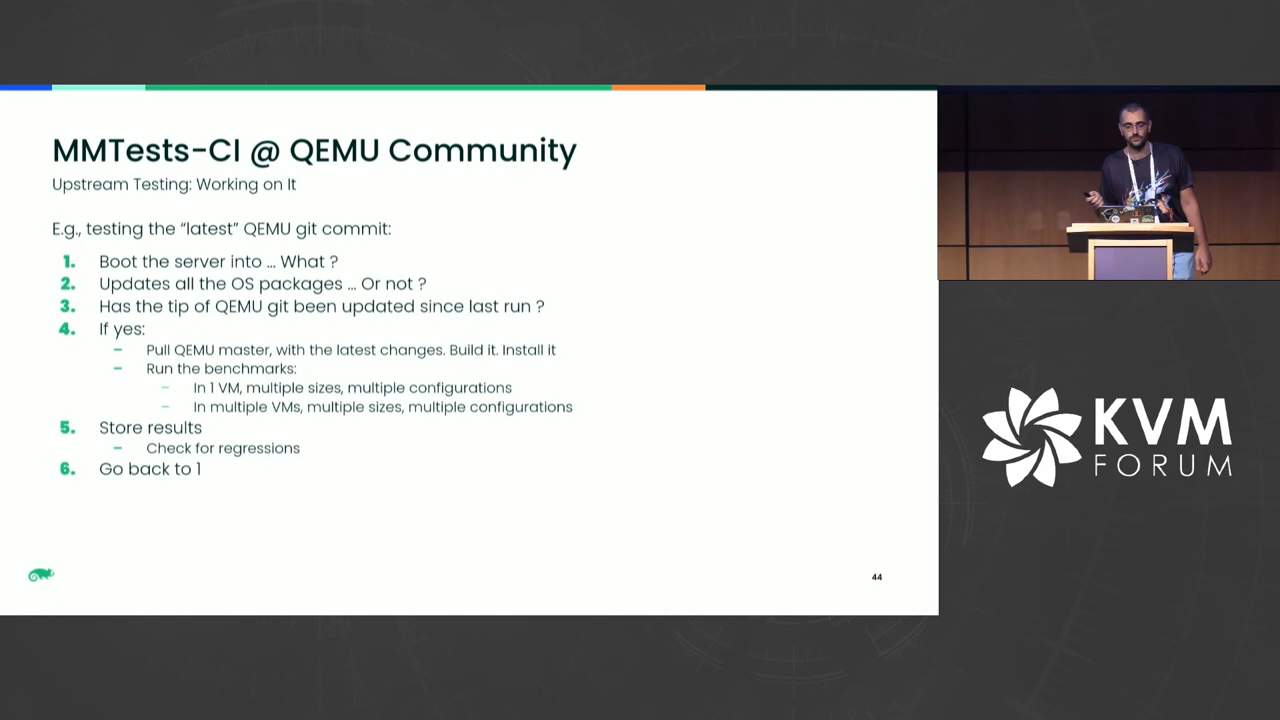 MMTests-CI @ QEMU Community
Upstream Testing: Working on It
E.g., testing the “latest” QEMU git commit:
1. Boot the server into ... What ?
2. Updates all the OS packages ... Or not ?
3. Has the tip of QEMU git been updated since last run ?
4. If yes:
– Pull QEMU master, with the latest changes. Build it. Install it
– Run the benchmarks:
– In 1 VM, multiple sizes, multiple configurations
– In multiple VMs, multiple sizes, multiple configurations
5. Store results
– Check for regressions
6. Go back to 1
44
KVM
FORUM